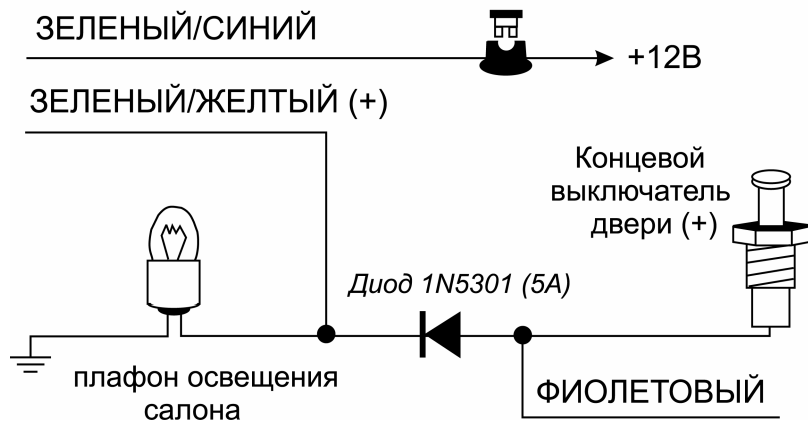 ЗЕЛЕНЫЙ/СИНИЙ
+12В
ЗЕЛЕНЫЙ/ЖЕЛТЫЙ (+)
Концевой
выключатель
двери (+)
Диод 1N5301 (5А)
плафон освещения
салона
ФИОЛЕТОВЫЙ